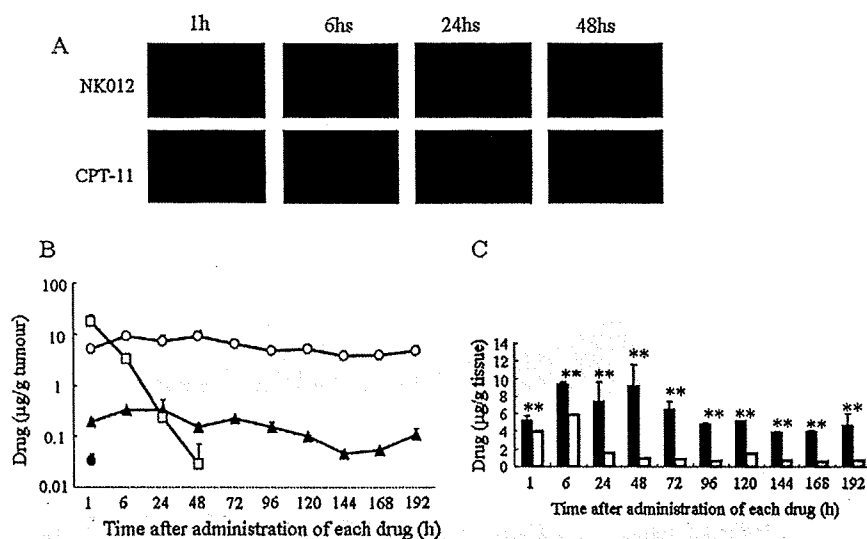 A
1h 6hs 24hs 48hs
NK012
CPT-11
B
Drug (µg/g tumour)
100
10
1
0.1
0.01
1 6 24 48 72 96 120 144 168 192
Time after administration of each drug (h)
C
Drug (µg/g tissue)
14
12
10
8
6
4
2
0
** ** ** ** ** ** ** ** ** **
1 6 24 48 72 96 120 144 168 192
Time after administration of each drug (h)